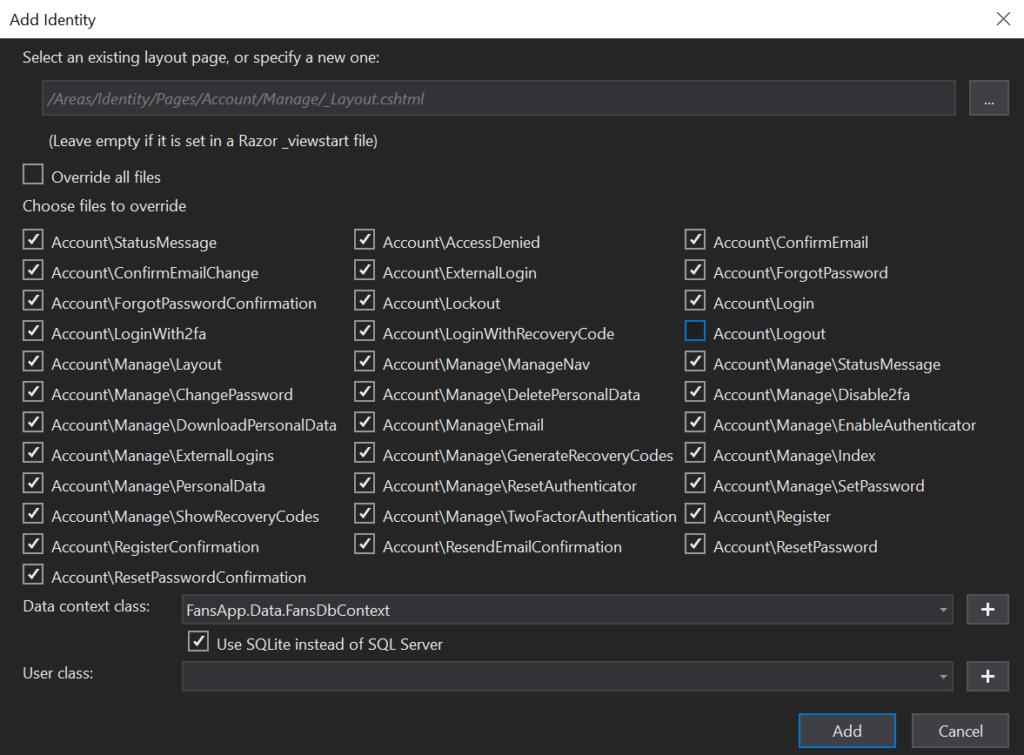 Add Identity
Select an existing layout page, or specify a new one:
/Areas/Identity/Pages/Account/Manage/_Layout.cshtml
...
(Leave empty if it is set in a Razor _viewstart file)
Override all files
Choose files to override
Account\StatusMessage Account\AccessDenied Account\ConfirmEmail
Account\ConfirmEmailChange Account\ExternalLogin Account\ForgotPassword
Account\ForgotPasswordConfirmation Account\Lockout Account\Login
Account\LoginWith2fa Account\LoginWithRecoveryCode Account\Logout
Account\Manage\Layout Account\Manage\ManageNav Account\Manage\StatusMessage
Account\Manage\ChangePassword Account\Manage\DeletePersonalData Account\Manage\Disable2fa
Account\Manage\DownloadPersonalData Account\Manage\Email Account\Manage\EnableAuthenticator
Account\Manage\ExternalLogins Account\Manage\GenerateRecoveryCodes Account\Manage\Index
Account\Manage\PersonalData Account\Manage\ResetAuthenticator Account\Manage\SetPassword
Account\Manage\ShowRecoveryCodes Account\Manage\TwoFactorAuthentication Account\Register
Account\RegisterConfirmation Account\ResendEmailConfirmation Account\ResetPassword
Account\ResetPasswordConfirmation
Data context class: FansApp.Data.FansDbContext +
Use SQLite instead of SQL Server
User class: +
Add Cancel